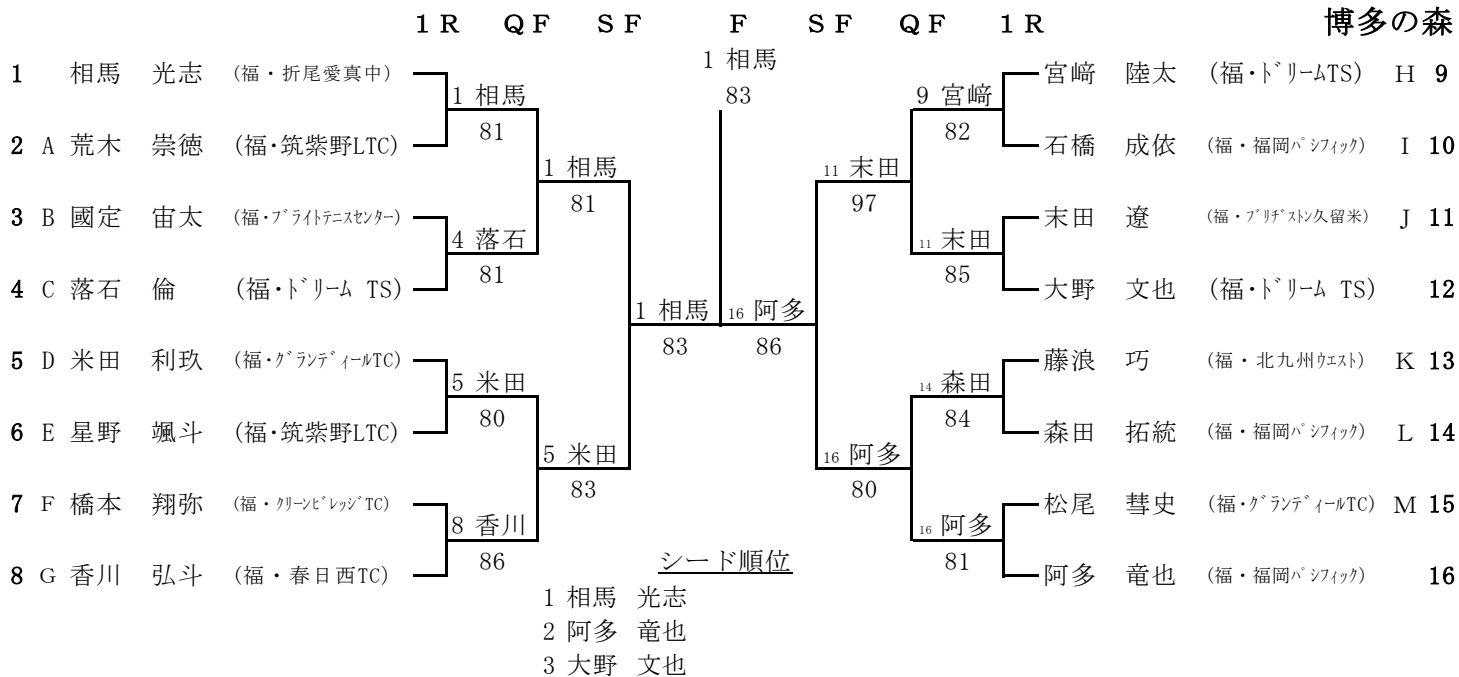 1R QF SF F SF QF 1R 博多の森
1 相馬 光志 (福・折尾愛真中)
1 相馬
81
2 A 荒木 崇徳 (福・筑紫野LTC)
1 相馬
81
3 B 國定 宙太 (福・ブライトテニスセンター)
4 落石
81
4 C 落石 倫 (福・ドリーム TS)
1 相馬
83
5 D 米田 利玖 (福・グランディールTC)
5 米田
80
6 E 星野 颯斗 (福・筑紫野LTC)
5 米田
83
7 F 橋本 翔弥 (福・クリーンビレッジTC)
8 香川
86
8 G 香川 弘斗 (福・春日西TC)
1 相馬
83
宮﨑 陸太 (福・ドリームTS) H 9
9 宮﨑
82
石橋 成依 (福・福岡パシフィック) I 10
11 末田
97
末田 遼 (福・ブリヂストン久留米) J 11
11 末田
85
大野 文也 (福・ドリーム TS) 12
16 阿多
86
藤浪 巧 (福・北九州ウエスト) K 13
14 森田
84
森田 拓統 (福・福岡パシフィック) L 14
16 阿多
80
松尾 彗史 (福・グランディールTC) M 15
16 阿多
81
阿多 竜也 (福・福岡パシフィック) 16
シード順位
1 相馬 光志
2 阿多 竜也
3 大野 文也